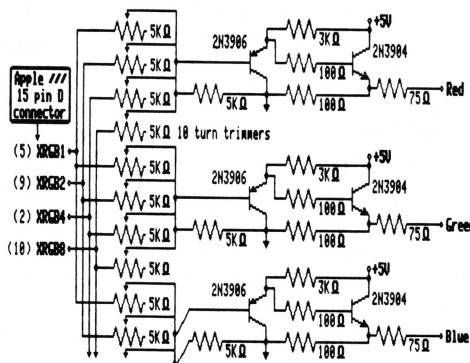 +5V
5KΩ
2N3906
3KΩ
2N3904
5KΩ
100Ω
5KΩ
5KΩ
100Ω
75Ω
Red
Apple ///
15 pin D
connector
5KΩ 10 turn trimmers
(5) XRGB1
+5V
5KΩ
2N3906
3KΩ
2N3904
(9) XRGB2
5KΩ
100Ω
(2) XRGB4
5KΩ
5KΩ
100Ω
75Ω
Green
(10) XRGB8
5KΩ
+5V
5KΩ
2N3906
3KΩ
2N3904
5KΩ
100Ω
5KΩ
100Ω
75Ω
Blue